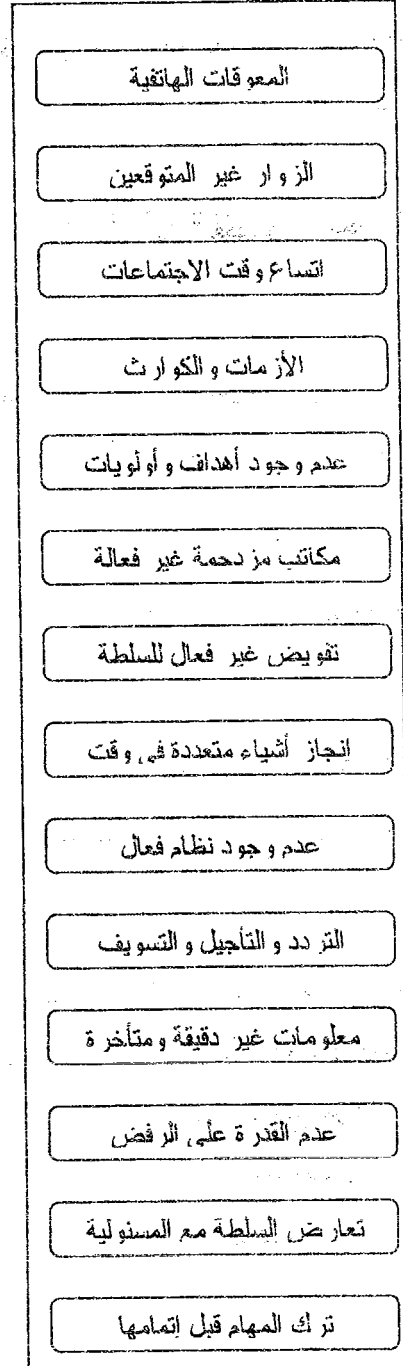 المعوقات الهاتفية
الزوار غير المتوقعين
اتساع وقت الاجتماعات
الأزمات والكوارث
عدم وجود أهداف وأولويات
مكاتب مزدحمة غير فعالة
تفويض غير فعال للسلطة
انجاز أشياء متعددة في وقت
عدم وجود نظام فعال
التردد والتأجيل والتسويف
معلومات غير دقيقة ومتأخرة
عدم القدرة على الرفض
تعارض السلطة مع المسئولية
ترك المهام قبل إتمامها